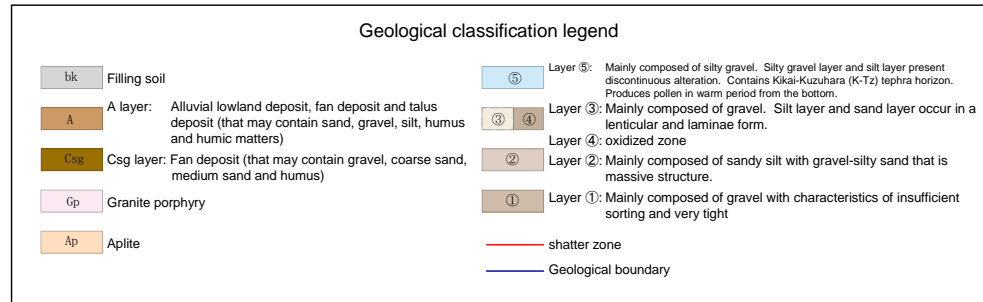 Geological classification legend
bk Filling soil
A A layer: Alluvial lowland deposit, fan deposit and talus
deposit (that may contain sand, gravel, silt, humus
and humic matters)
Csg Csg layer: Fan deposit (that may contain gravel, coarse sand,
medium sand and humus)
Gp Granite porphyry
Ap Aplite
⑤ Layer ⑤: Mainly composed of silty gravel. Silty gravel layer and silt layer present
discontinuous alteration. Contains Kikai-Kuzuhara (K-Tz) tephra horizon.
Produces pollen in warm period from the bottom.
③ ④ Layer ③: Mainly composed of gravel. Silt layer and sand layer occur in a
lenticular and laminae form.
Layer ④: oxidized zone
② Layer ②: Mainly composed of sandy silt with gravel-silty sand that is
massive structure.
① Layer ①: Mainly composed of gravel with characteristics of insufficient
sorting and very tight
shatter zone
Geological boundary